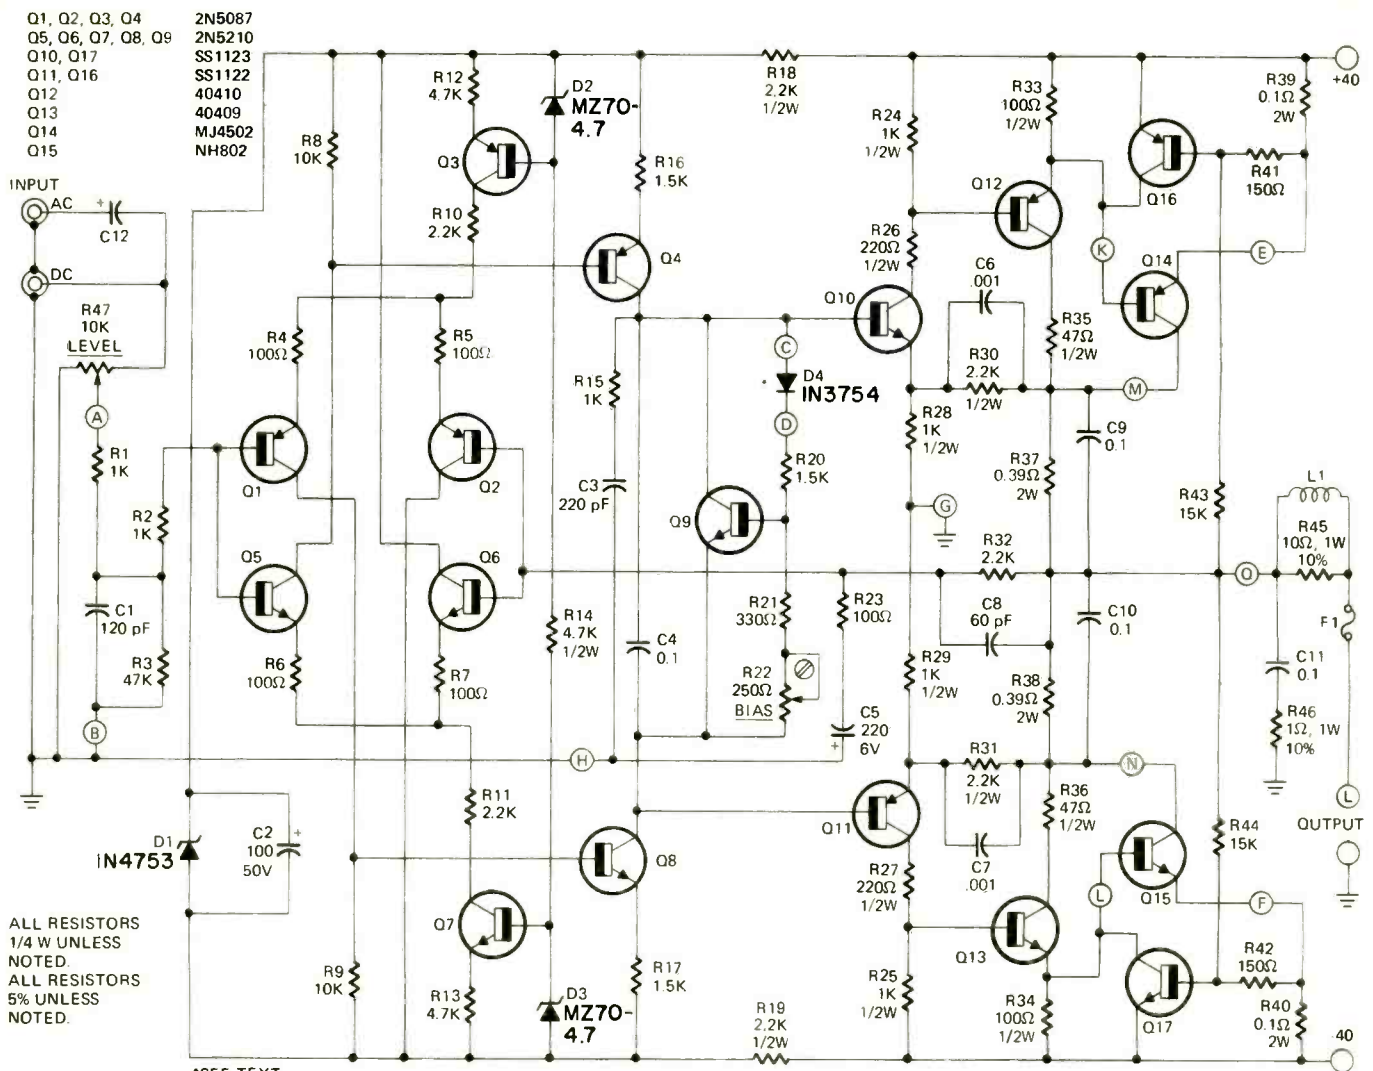 Q1, Q2, Q3, Q4 2N5087
Q5, Q6, Q7, Q8, Q9 2N5210
Q10, Q17 SS1123
Q11, Q16 SS1122
Q12 40410
Q13 40409
Q14 MJ4502
Q15 NH802
INPUT
AC
C12
+
DC
R47
10K
LEVEL
A
R1
1K
R2
1K
C1
120 pF
R3
47K
B
R8
10K
R12
4.7K
Q3
R10
2.2K
D2
MZ70-
4.7
R16
1.5K
Q4
R4
100Ω
R5
100Ω
Q1
Q2
Q5
Q6
R6
100Ω
R7
100Ω
R15
1K
C3
220 pF
R14
4.7K
1/2W
C4
0.1
H
R18
2.2K
1/2W
C
D4
IN3754
D
R20
1.5K
Q9
R21
330Ω
R22
250Ω
BIAS
R23
100Ω
C5
220
6V
+
R24
1K
1/2W
R26
220Ω
1/2W
Q10
R28
1K
1/2W
G
C6
.001
R30
2.2K
1/2W
Q12
R33
100Ω
1/2W
R35
47Ω
1/2W
K
Q16
Q14
R41
150Ω
R39
0.1Ω
2W
+40
E
M
C9
0.1
R37
0.39Ω
2W
R43
15K
R32
2.2K
C8
60 pF
C10
0.1
Q
L1
R45
10Ω, 1W
10%
F1
C11
0.1
R46
1Ω, 1W
10%
L
OUTPUT
R29
1K
1/2W
R38
0.39Ω
2W
R31
2.2K
1/2W
C7
.001
N
Q11
R36
47Ω
1/2W
R27
220Ω
1/2W
Q13
R25
1K
1/2W
R34
100Ω
1/2W
L
Q15
F
Q17
R44
15K
R42
150Ω
R40
0.1Ω
2W
40
D1
IN4753
C2
100
50V
+
R11
2.2K
Q8
Q7
R9
10K
R13
4.7K
D3
MZ70-
4.7
R17
1.5K
R19
2.2K
1/2W
ALL RESISTORS
1/4 W UNLESS
NOTED.
ALL RESISTORS
5% UNLESS
NOTED.
*SEE TEXT